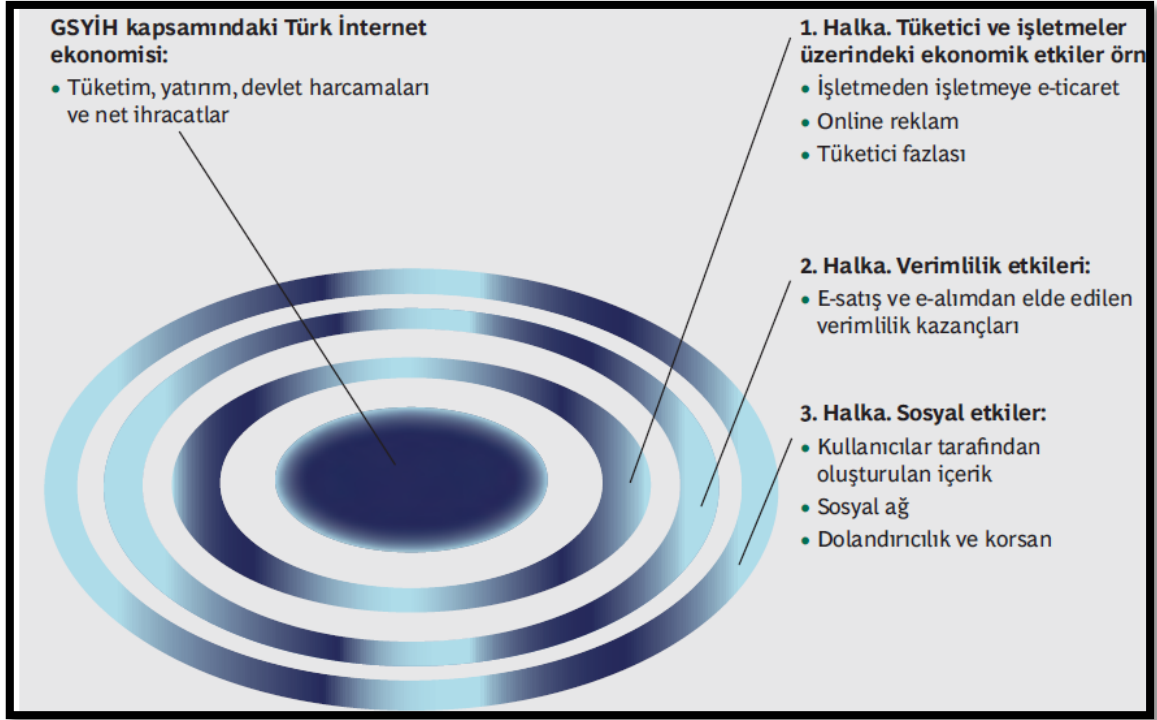 GSYİH kapsamındaki Türk İnternet
ekonomisi:
• Tüketim, yatırım, devlet harcamaları
ve net ihracatlar
1. Halka. Tüketici ve işletmeler
üzerindeki ekonomik etkiler örn
• İşletmeden işletmeye e-ticaret
• Online reklam
• Tüketici fazlası
2. Halka. Verimlilik etkileri:
• E-satış ve e-alımdan elde edilen
verimlilik kazançları
3. Halka. Sosyal etkiler:
• Kullanıcılar tarafından
oluşturulan içerik
• Sosyal ağ
• Dolandırıcılık ve korsan